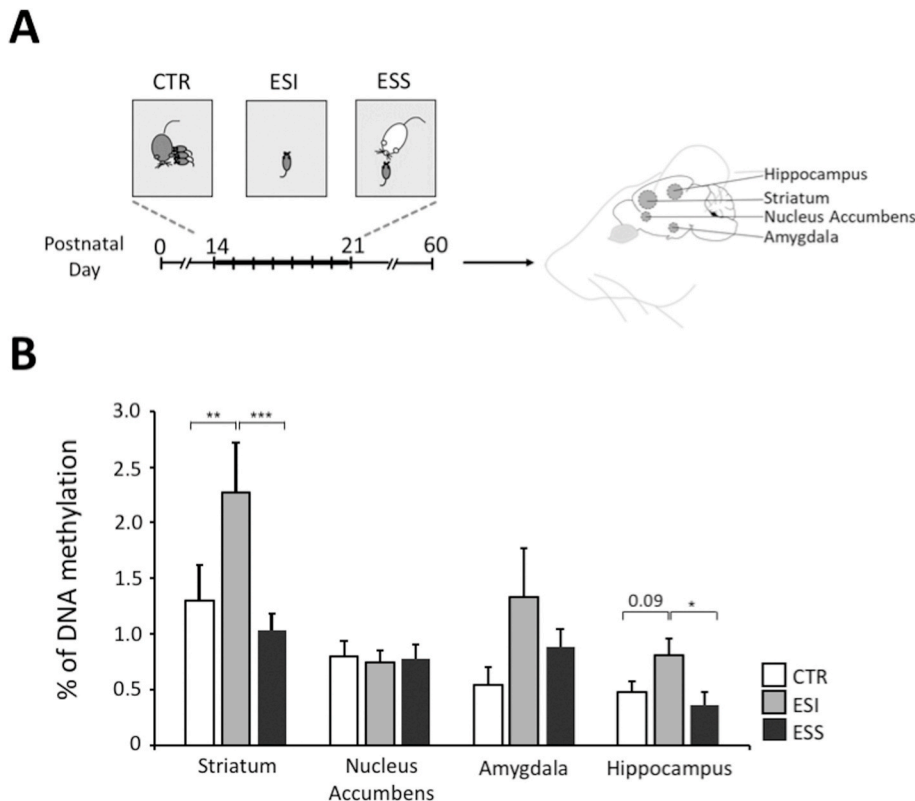 A
CTR ESI ESS
Hippocampus
Striatum
Nucleus Accumbens
Amygdala
Postnatal
Day
0 14 21 60
B
% of DNA methylation
3.0
2.5
2.0
1.5
1.0
0.5
0
** ***
0.09 *
Striatum
Nucleus
Accumbens
Amygdala
Hippocampus
CTR
ESI
ESS